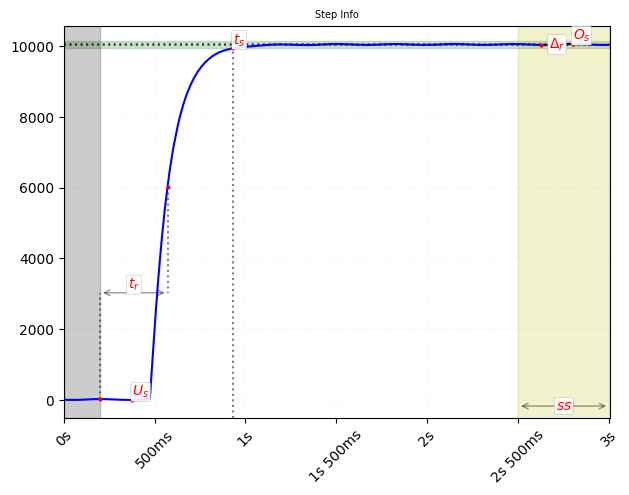 Step Info
10000
8000
6000
4000
2000
0
t_s
Δ_r
O_s
t_r
U_s
ss
0s
500ms
1s
1s 500ms
2s
2s 500ms
3s